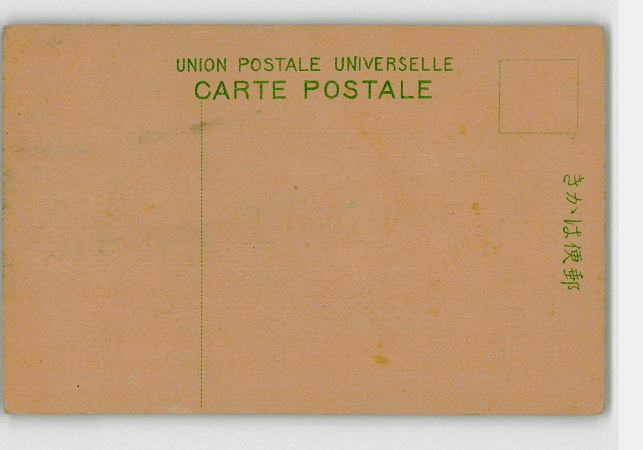 UNION POSTALE UNIVERSELLE
CARTE POSTALE
きかは便郵